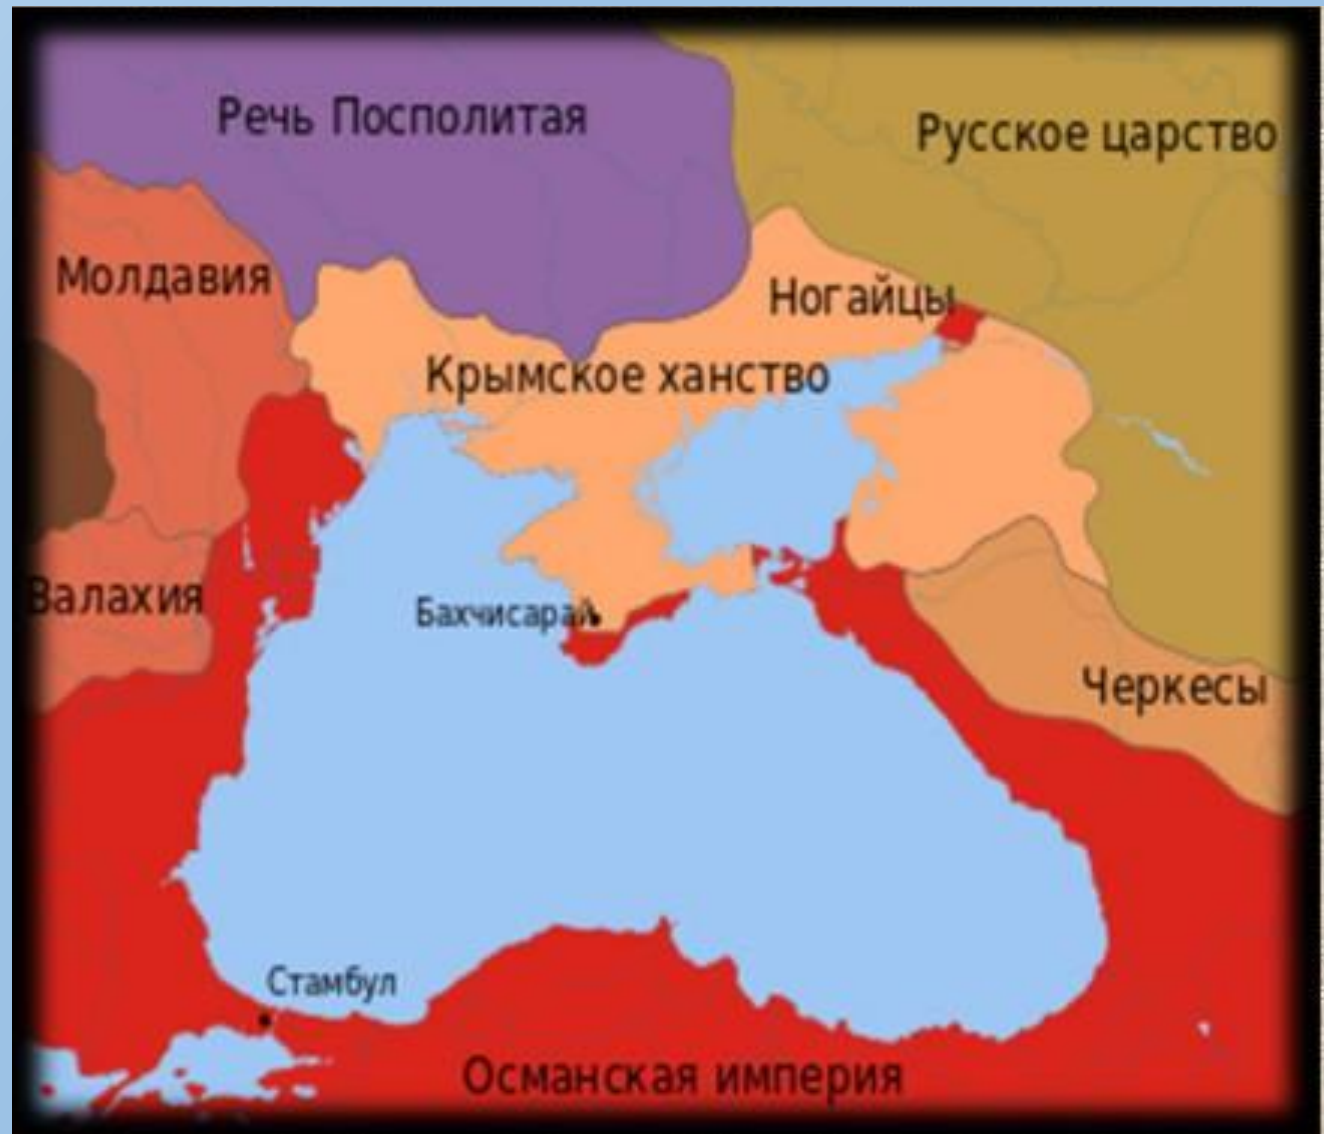 Речь Посполитая
Русское царство
Молдавия
Ногайцы
Крымское ханство
Валахия
Бахчисарай
Черкесы
Стамбул
Османская империя